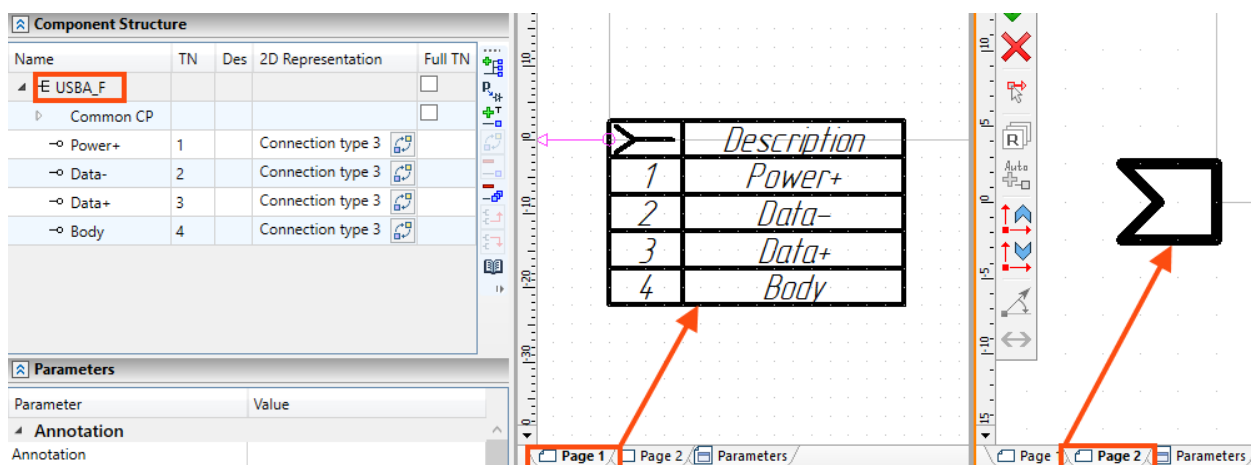 Component Structure
Name TN Des 2D Representation Full TN
USBA_F
Common CP
Power+ 1 Connection type 3
Data- 2 Connection type 3
Data+ 3 Connection type 3
Body 4 Connection type 3
Parameters
Parameter Value
Annotation
Annotation
Description
1 Power+
2 Data-
3 Data+
4 Body
Page 1 Page 2 Parameters
R
Auto
Page Page 2 Parameters